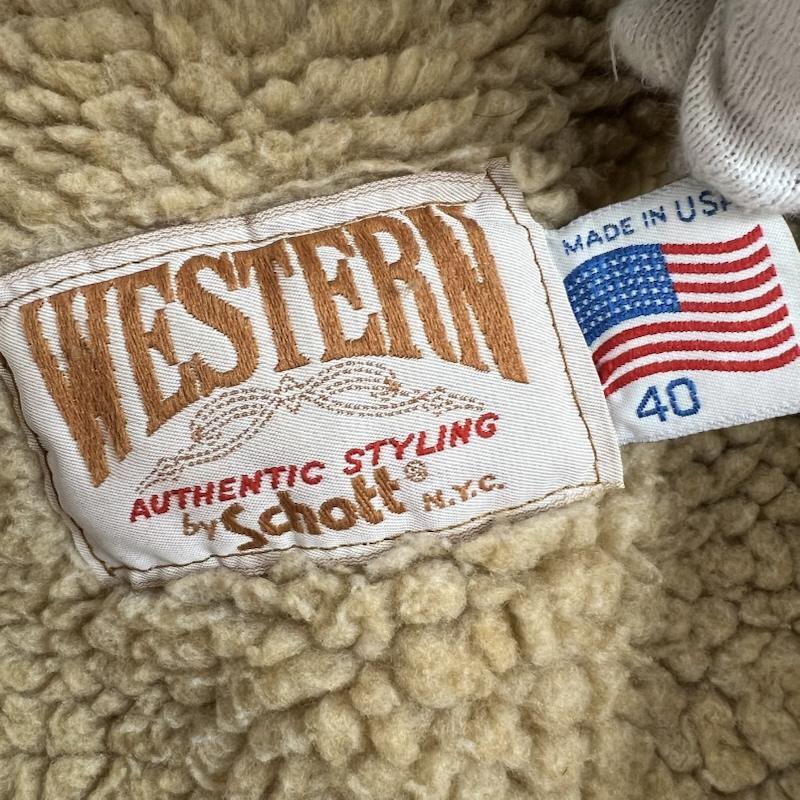 WESTERN
AUTHENTIC STYLING
by Schott® N.Y.C.
MADE IN USA
40